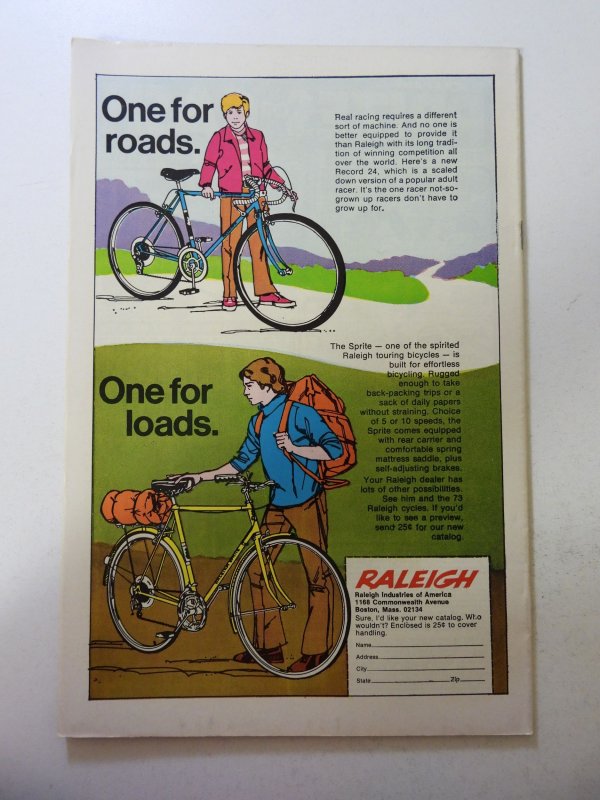 One for
roads.
Real racing requires a different
sort of machine. And no one is
better equipped to provide it
than Raleigh with its long tradi-
tion of winning competition all
over the world. Here's a new
Record 24, which is a scaled
down version of a popular adult
racer. It's the one racer not-so-
grown up racers don't have to
grow up for.
One for
loads.
The Sprite — one of the spirited
Raleigh touring bicycles — is
built for effortless
bicycling. Rugged
enough to take
back-packing trips or a
sack of daily papers
without straining. Choice
of 5 or 10 speeds, the
Sprite comes equipped
with rear carrier and
comfortable spring
mattress saddle, plus
self-adjusting brakes.
Your Raleigh dealer has
lots of other possibilities.
See him and the 73
Raleigh cycles. If you'd
like to see a preview,
send 25¢ for our new
catalog.
RALEIGH
Raleigh Industries of America
1168 Commonwealth Avenue
Boston, Mass. 02134
Sure, I'd like your new catalog. Who
wouldn't? Enclosed is 25¢ to cover
handling.
Name
Address
City
State Zip